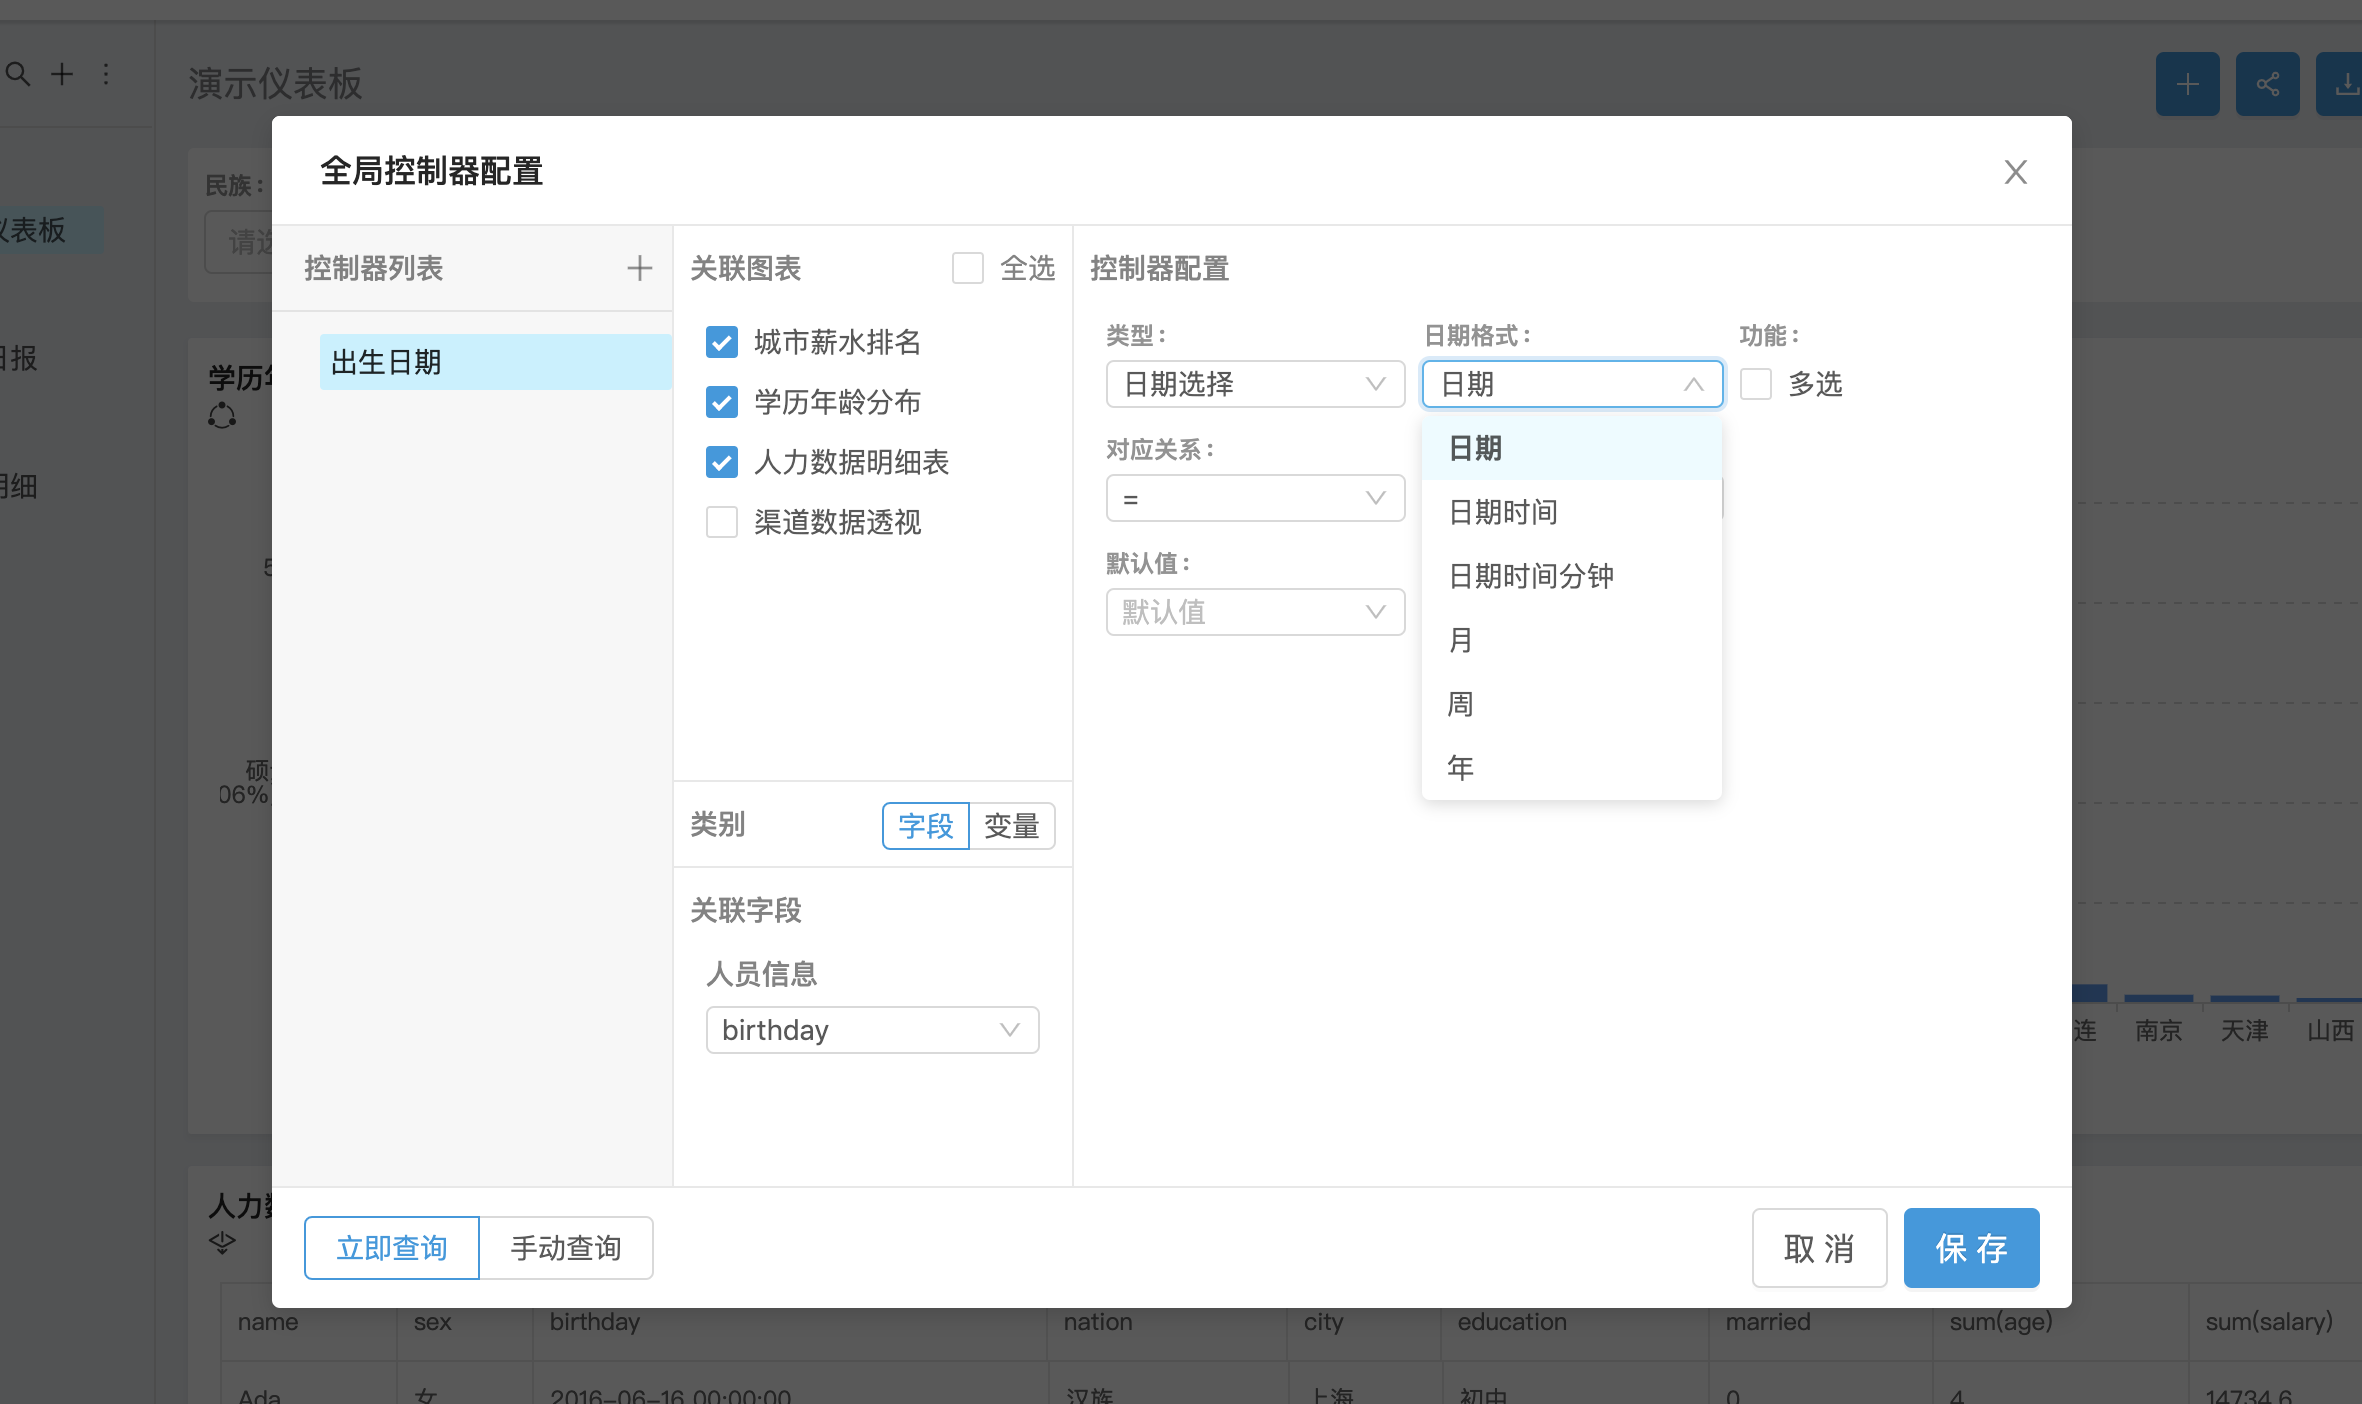 演示仪表板
民族：
仪表板
全局控制器配置
控制器列表
出生日期
关联图表
全选
城市薪水排名
学历年龄分布
人力数据明细表
渠道数据透视
类别
字段
变量
关联字段
人员信息
birthday
控制器配置
类型：
日期选择
日期格式：
日期
功能：
多选
对应关系：
=
默认值：
默认值
日期
日期时间
日期时间分钟
月
周
年
立即查询
手动查询
取 消
保 存
日报
明细
学历年
06%
连
南京
天津
山西
人力数
name
sex
birthday
nation
city
education
married
sum(age)
sum(salary)
Ada
女
2016-06-16 00:00:00
汉族
上海
初中
0
4
14734.6